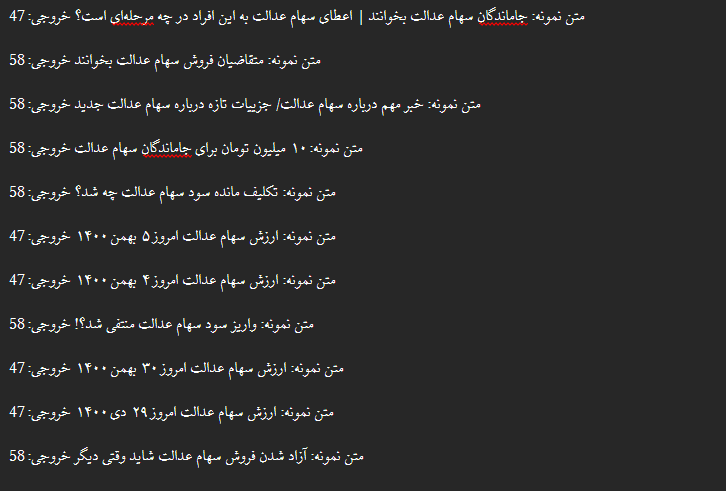 متن نمونه: جاماندگان سهام عدالت بخوانند | اعطای سهام عدالت به این افراد در چه مرحله‌ای است؟ خروجی: 47
متن نمونه: متقاضیان فروش سهام عدالت بخوانند خروجی: 58
متن نمونه: خبر مهم درباره سهام عدالت/ جزییات تازه درباره سهام عدالت جدید خروجی: 58
متن نمونه: ۱۰ میلیون تومان برای جاماندگان سهام عدالت خروجی: 58
متن نمونه: تکلیف مانده سود سهام عدالت چه شد؟ خروجی: 58
متن نمونه: ارزش سهام عدالت امروز ۵ بهمن ۱۴۰۰ خروجی: 47
متن نمونه: ارزش سهام عدالت امروز ۴ بهمن ۱۴۰۰ خروجی: 47
متن نمونه: واریز سود سهام عدالت منتفی شد؟! خروجی: 58
متن نمونه: ارزش سهام عدالت امروز ۳۰ بهمن ۱۴۰۰ خروجی: 47
متن نمونه: ارزش سهام عدالت امروز ۲۹ دی ۱۴۰۰ خروجی: 47
متن نمونه: آزاد شدن فروش سهام عدالت شاید وقتی دیگر خروجی: 58